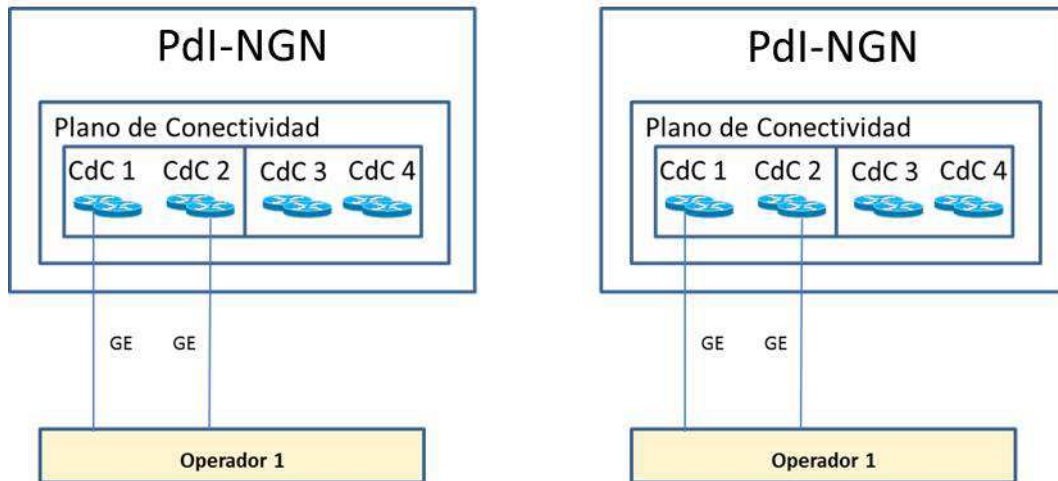 PdI-NGN
Plano de Conectividad
CdC 1 CdC 2 CdC 3 CdC 4
GE GE
Operador 1
PdI-NGN
Plano de Conectividad
CdC 1 CdC 2 CdC 3 CdC 4
GE GE
Operador 1